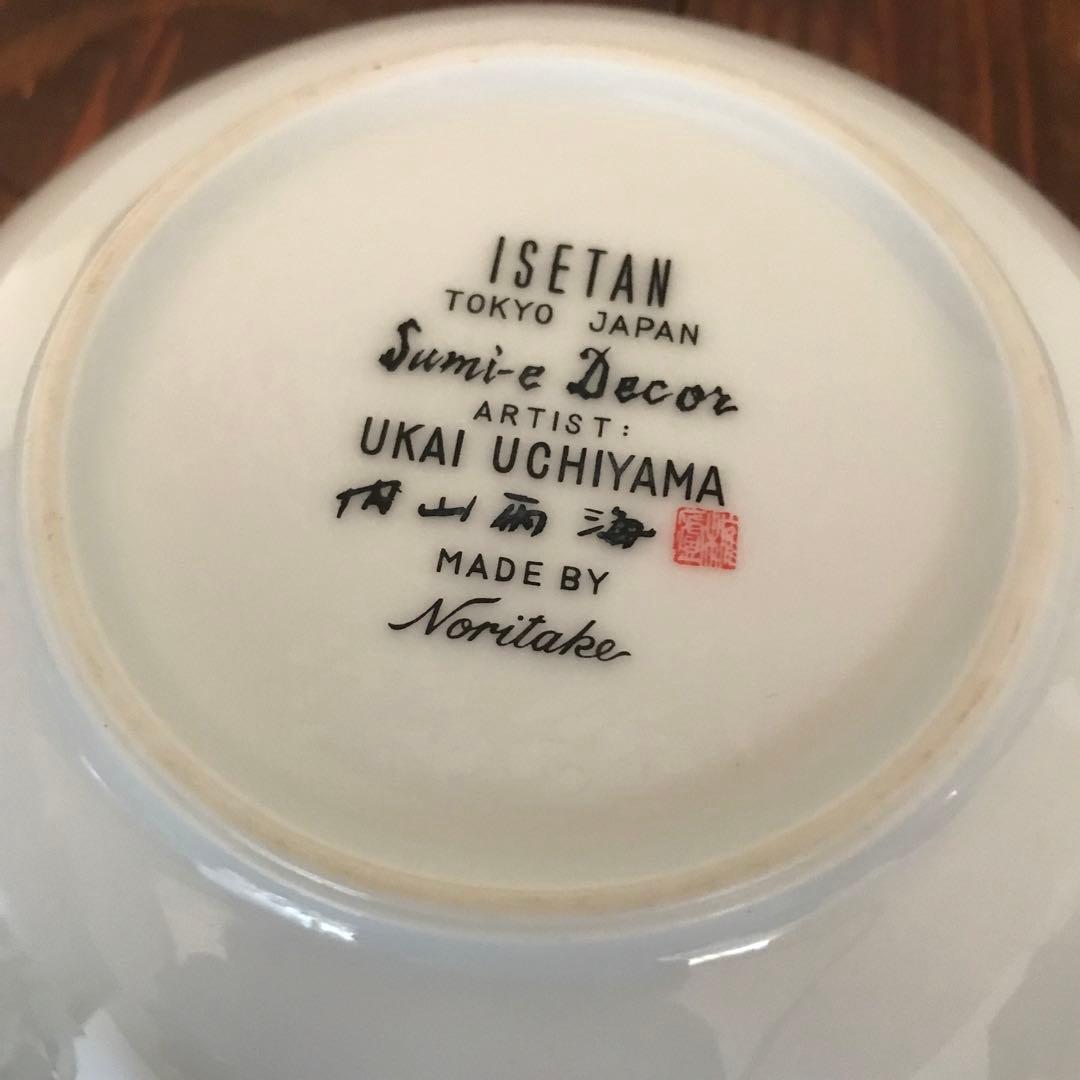 ISETAN
TOKYO JAPAN
Sumi-e Decor
ARTIST:
UKAI UCHIYAMA
内山雨海
MADE BY
Noritake